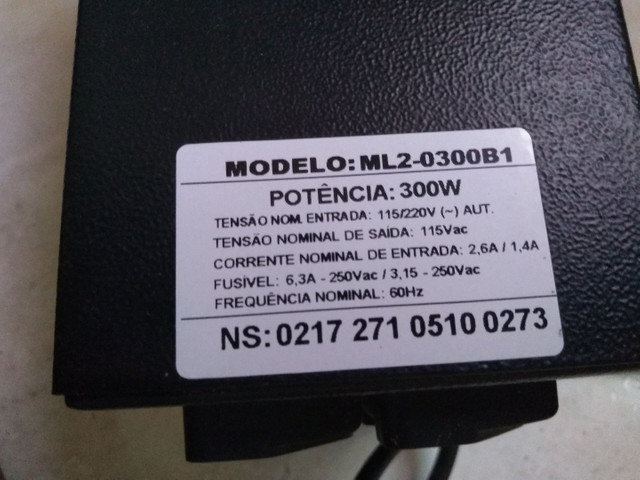 MODELO: ML2-0300B1
POTÊNCIA: 300W
TENSÃO NOM. ENTRADA: 115/220V (~) AUT.
TENSÃO NOMINAL DE SAÍDA: 115Vac
CORRENTE NOMINAL DE ENTRADA: 2,6A / 1,4A
FUSÍVEL: 6,3A - 250Vac / 3,15 - 250Vac
FREQUÊNCIA NOMINAL: 60Hz
NS: 0217 271 0510 0273